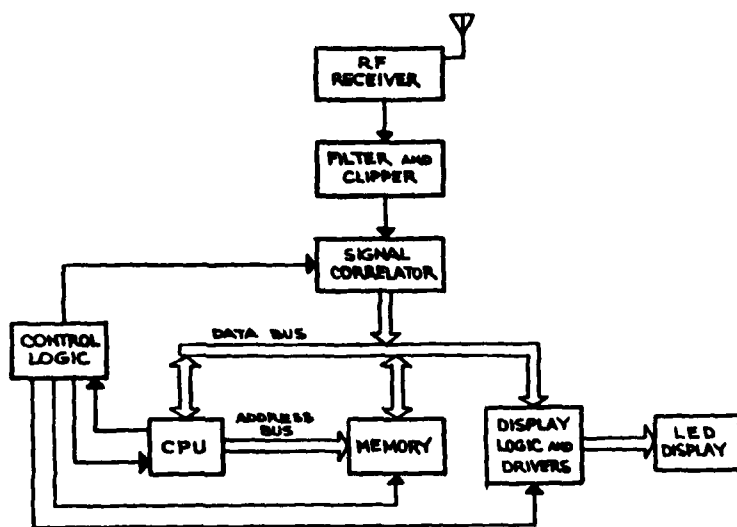 RF
RECEIVER
FILTER AND
CLIPPER
SIGNAL
CORRELATOR
DATA BUS
CONTROL
LOGIC
ADDRESS
BUS
CPU
MEMORY
DISPLAY
LOGIC AND
DRIVERS
LED
DISPLAY